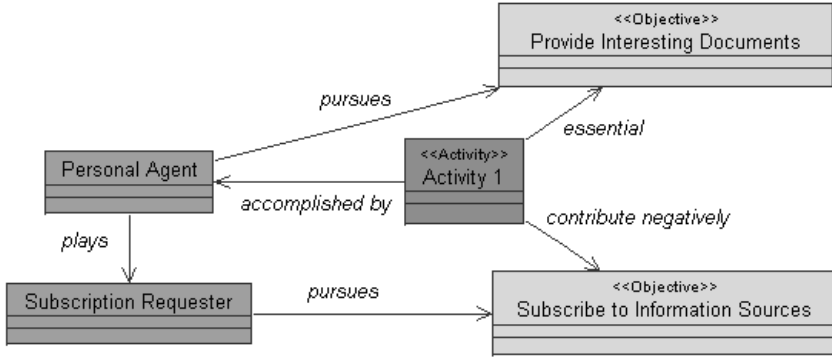 <<Objective>>
Provide Interesting Documents
pursues
essential
<<Activity>>
Activity 1
Personal Agent
accomplished by
contribute negatively
plays
<<Objective>>
Subscribe to Information Sources
Subscription Requester
pursues